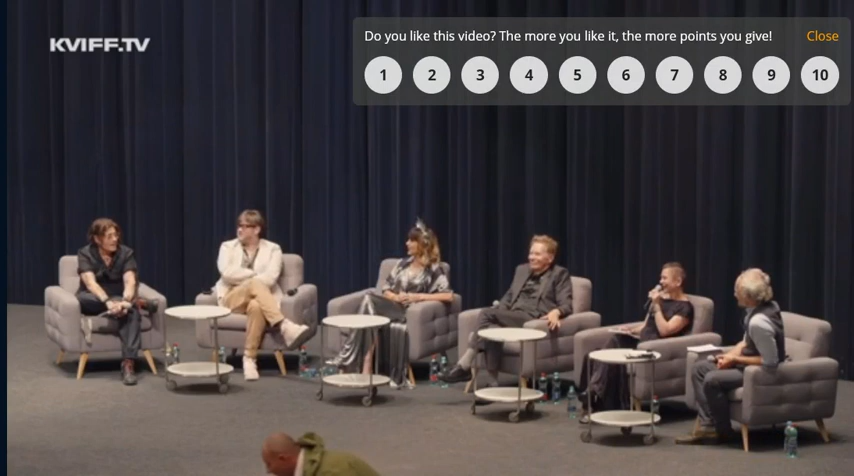 KVIFF.TV
Do you like this video? The more you like it, the more points you give!
Close
1 2 3 4 5 6 7 8 9 10